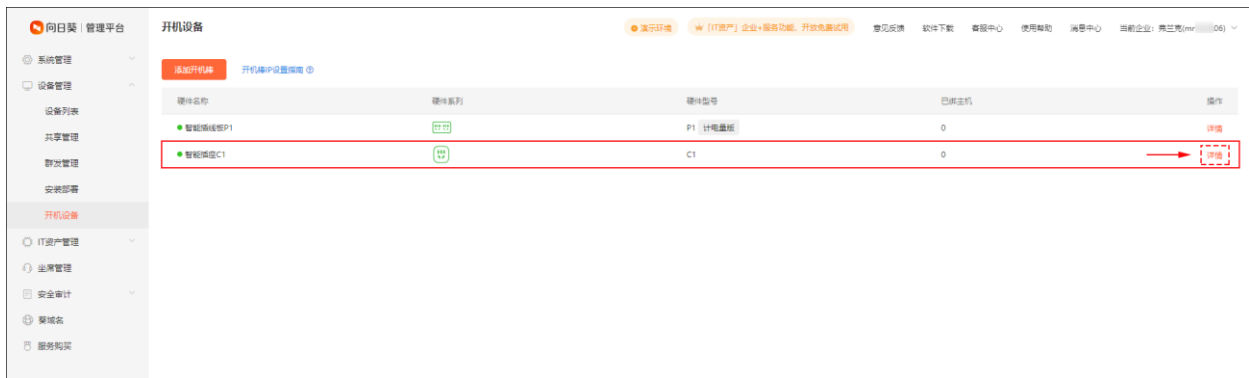 向日葵 | 管理平台
开机设备
演示环境
「IT资产」企业+服务功能，开放免费试用
意见反馈 软件下载 客服中心 使用帮助 消息中心 当前企业：弗兰克(mr 06)
系统管理
设备管理
设备列表
共享管理
群发管理
安装部署
开机设备
IT资产管理
坐席管理
安全审计
葵域名
服务购买
添加开机棒 开机棒IP设置指南
硬件名称 硬件系列 硬件型号 已绑主机 操作
智能插线板P1 P1 计电量版 0 详情
智能插座C1 C1 0 详情